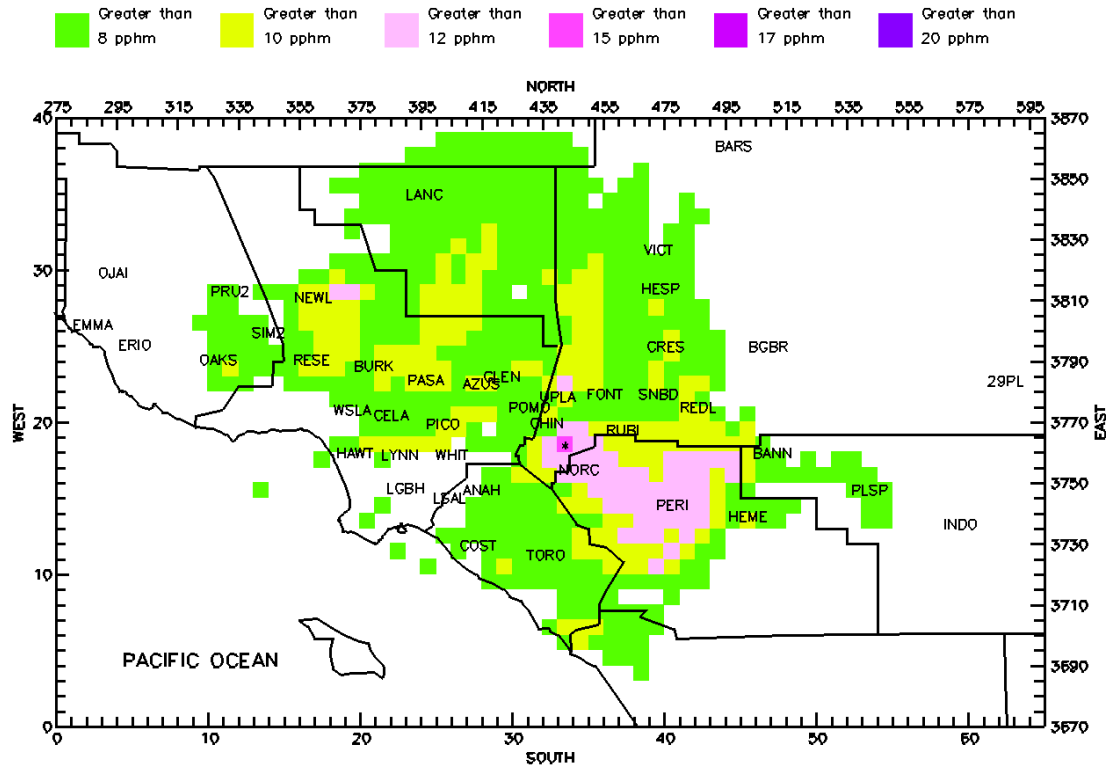 Greater than Greater than Greater than Greater than Greater than Greater than
8 pphm 10 pphm 12 pphm 15 pphm 17 pphm 20 pphm
NORTH
275 295 315 335 355 375 395 415 435 455 475 495 515 535 555 575 595
40 3870
BARS
3850
LANC
3830
VICT
30
OJAI
PRU2 NEWL HESP 3810
EMMA
SIM2
ERIO CRES BGBR
OAKS RESE BURK 3790
GLEN
PASA AZUS 29PL
UPLA FONT SNBD
WSLA CELA POMO REDL
WEST 20 PICO CHIN RUBI 3770 EAST
HAWT LYNN WHIT BANN
*
NORC
LGBH LSAL ANAH PLSP 3750
PERI
HEME INDO
COST TORO 3730
10
3710
PACIFIC OCEAN 3690
0 3670
0 10 20 30 40 50 60
SOUTH